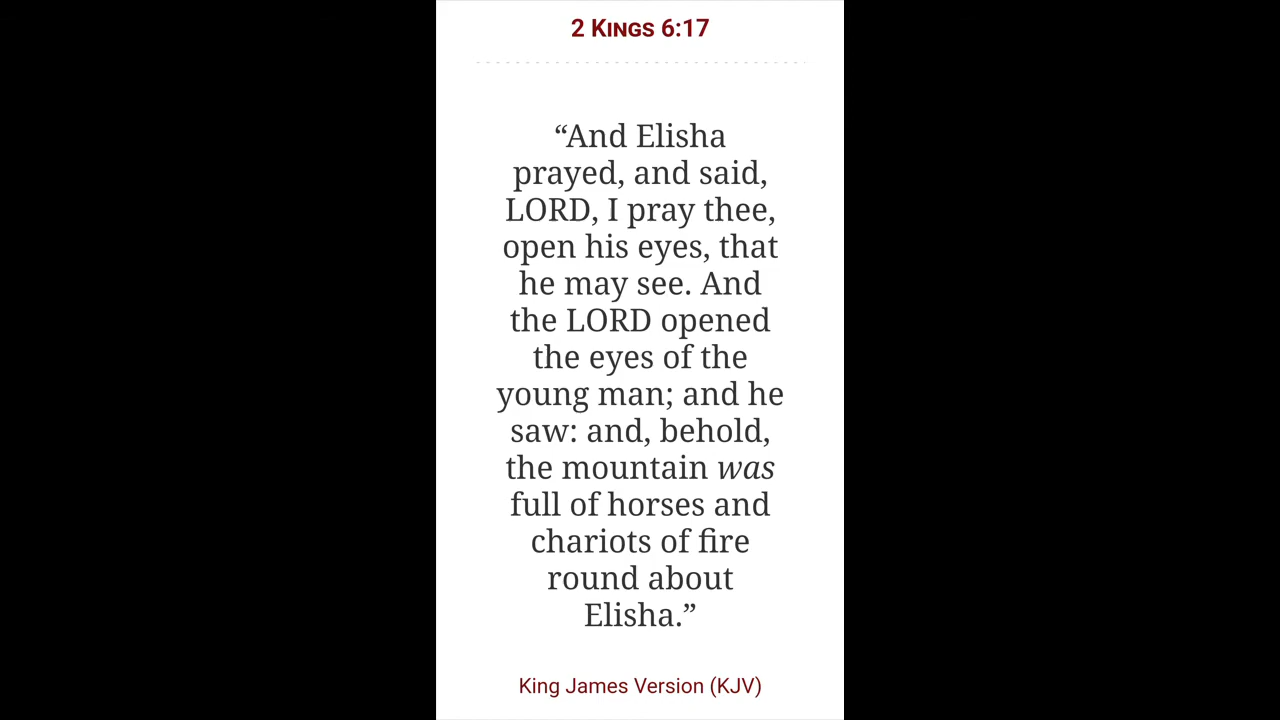 2 Kings 6:17
“And Elisha
prayed, and said,
LORD, I pray thee,
open his eyes, that
he may see. And
the LORD opened
the eyes of the
young man; and he
saw: and, behold,
the mountain was
full of horses and
chariots of fire
round about
Elisha.”
King James Version (KJV)